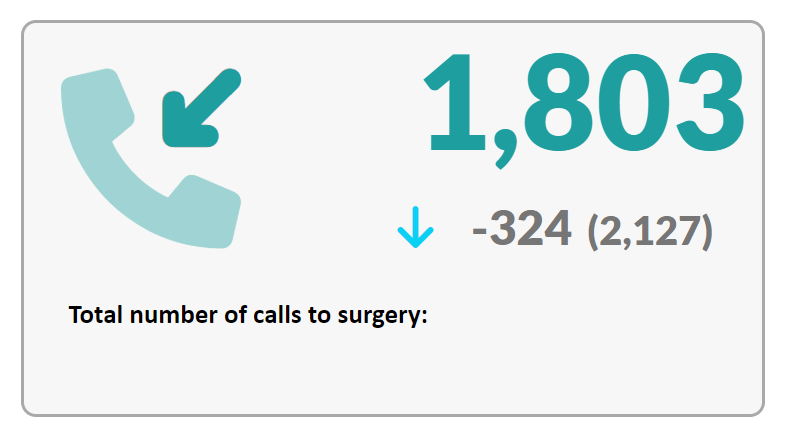 1,803
-324 (2,127)
Total number of calls to surgery: